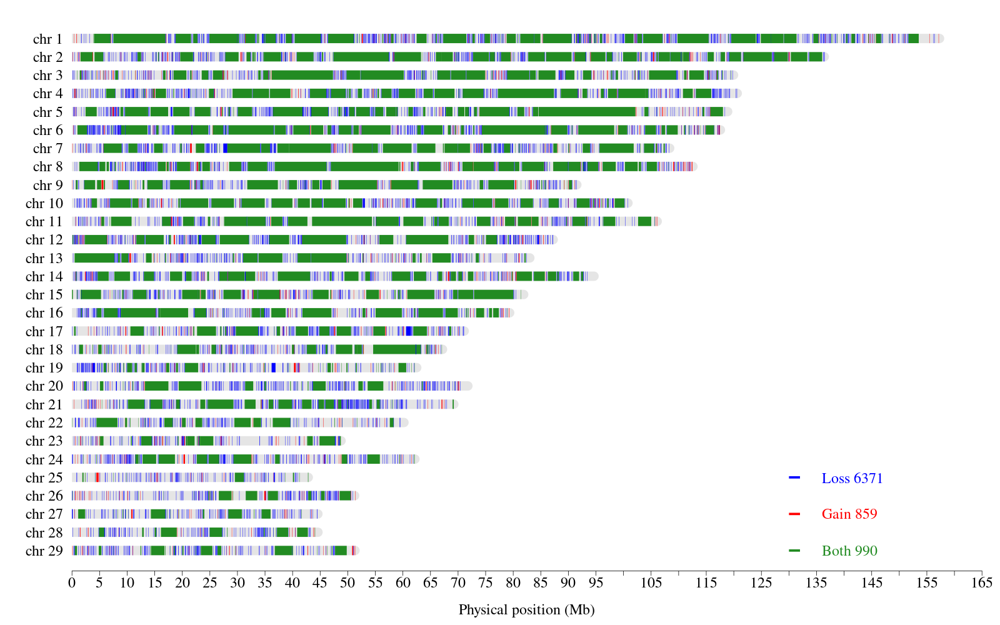 chr 1
chr 2
chr 3
chr 4
chr 5
chr 6
chr 7
chr 8
chr 9
chr 10
chr 11
chr 12
chr 13
chr 14
chr 15
chr 16
chr 17
chr 18
chr 19
chr 20
chr 21
chr 22
chr 23
chr 24
chr 25
chr 26
chr 27
chr 28
chr 29
Loss 6371
Gain 859
Both 990
0 5 10 15 20 25 30 35 40 45 50 55 60 65 70 75 80 85 90 95 105 115 125 135 145 155 165
Physical position (Mb)